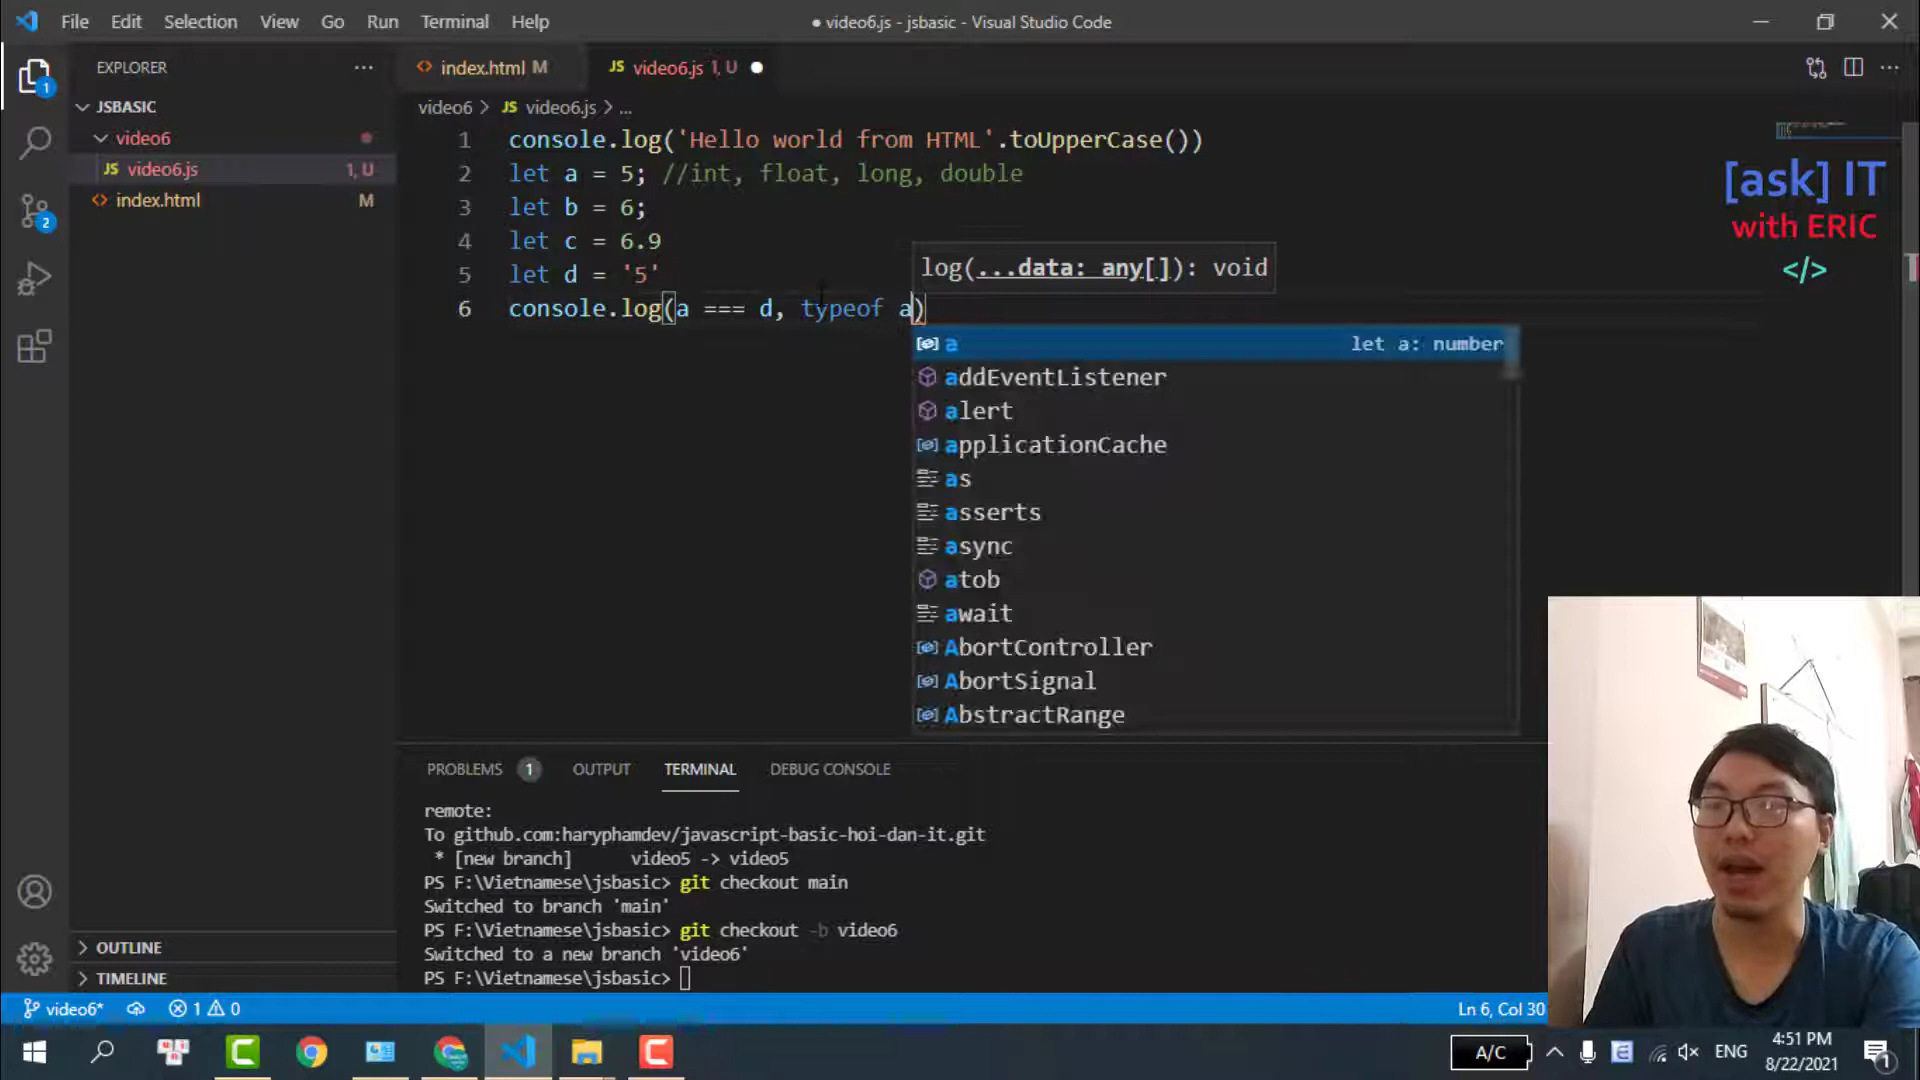 File Edit Selection View Go Run Terminal Help
● video6.js - jsbasic - Visual Studio Code
EXPLORER
index.html M
JS video6.js 1, U
JSBASIC
video6 > JS video6.js > ...
video6
JS video6.js 1, U
index.html M
1 console.log('Hello world from HTML'.toUpperCase())
2 let a = 5; //int, float, long, double
3 let b = 6;
4 let c = 6.9
5 let d = '5'
6 console.log(a === d, typeof a)
log(...data: any[]): void
a let a: number
addEventListener
alert
applicationCache
as
asserts
async
atob
await
AbortController
AbortSignal
AbstractRange
[ask] IT
with ERIC
</>
1
2
PROBLEMS 1 OUTPUT TERMINAL DEBUG CONSOLE
remote:
To github.com:haryphamdev/javascript-basic-hoi-dan-it.git
* [new branch] video5 -> video5
PS F:\Vietnamese\jsbasic> git checkout main
Switched to branch 'main'
PS F:\Vietnamese\jsbasic> git checkout -b video6
Switched to a new branch 'video6'
PS F:\Vietnamese\jsbasic>
OUTLINE
TIMELINE
video6* 1 0
Ln 6, Col 30
A/C
ENG
4:51 PM
8/22/2021
1